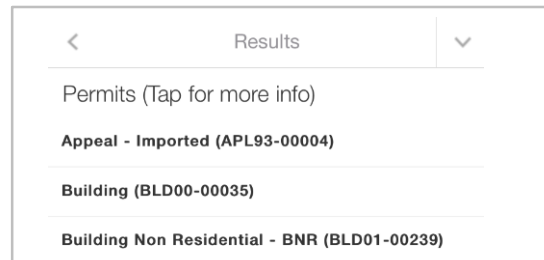 Results
Permits (Tap for more info)
Appeal - Imported (APL93-00004)
Building (BLD00-00035)
Building Non Residential - BNR (BLD01-00239)